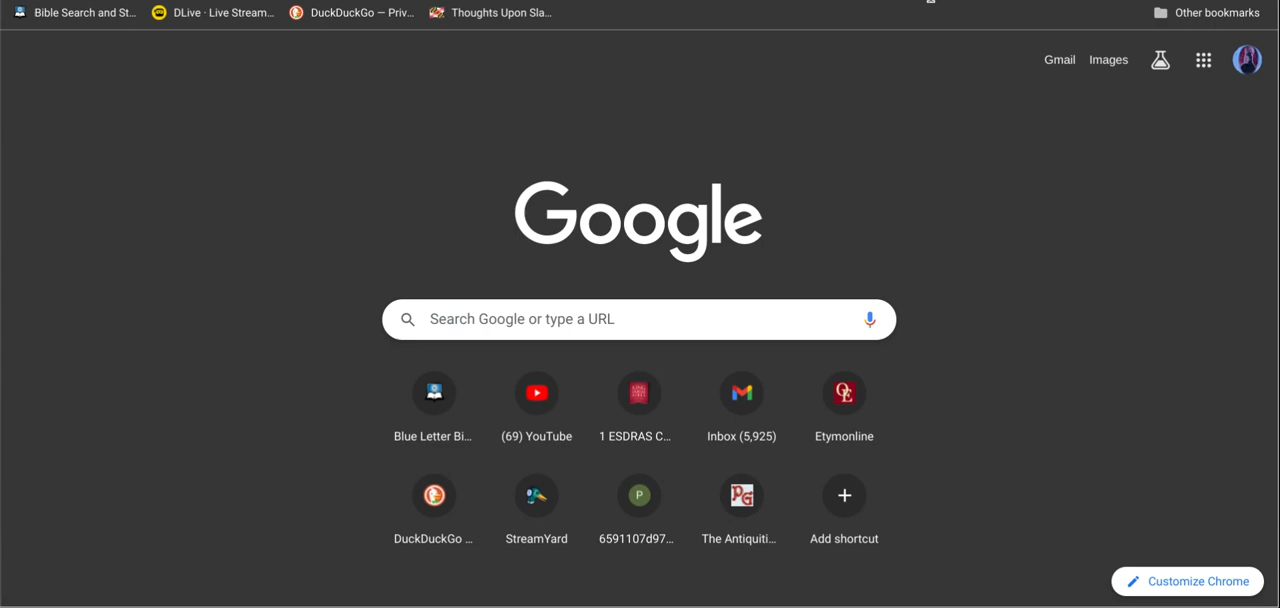 Bible Search and St... DLive · Live Stream... DuckDuckGo — Priv... Thoughts Upon Sla... Other bookmarks
Gmail Images
Google
Search Google or type a URL
Blue Letter Bi... (69) YouTube 1 ESDRAS C... Inbox (5,925) Etymonline
DuckDuckGo ... StreamYard 6591107d97... The Antiquiti... Add shortcut
Customize Chrome